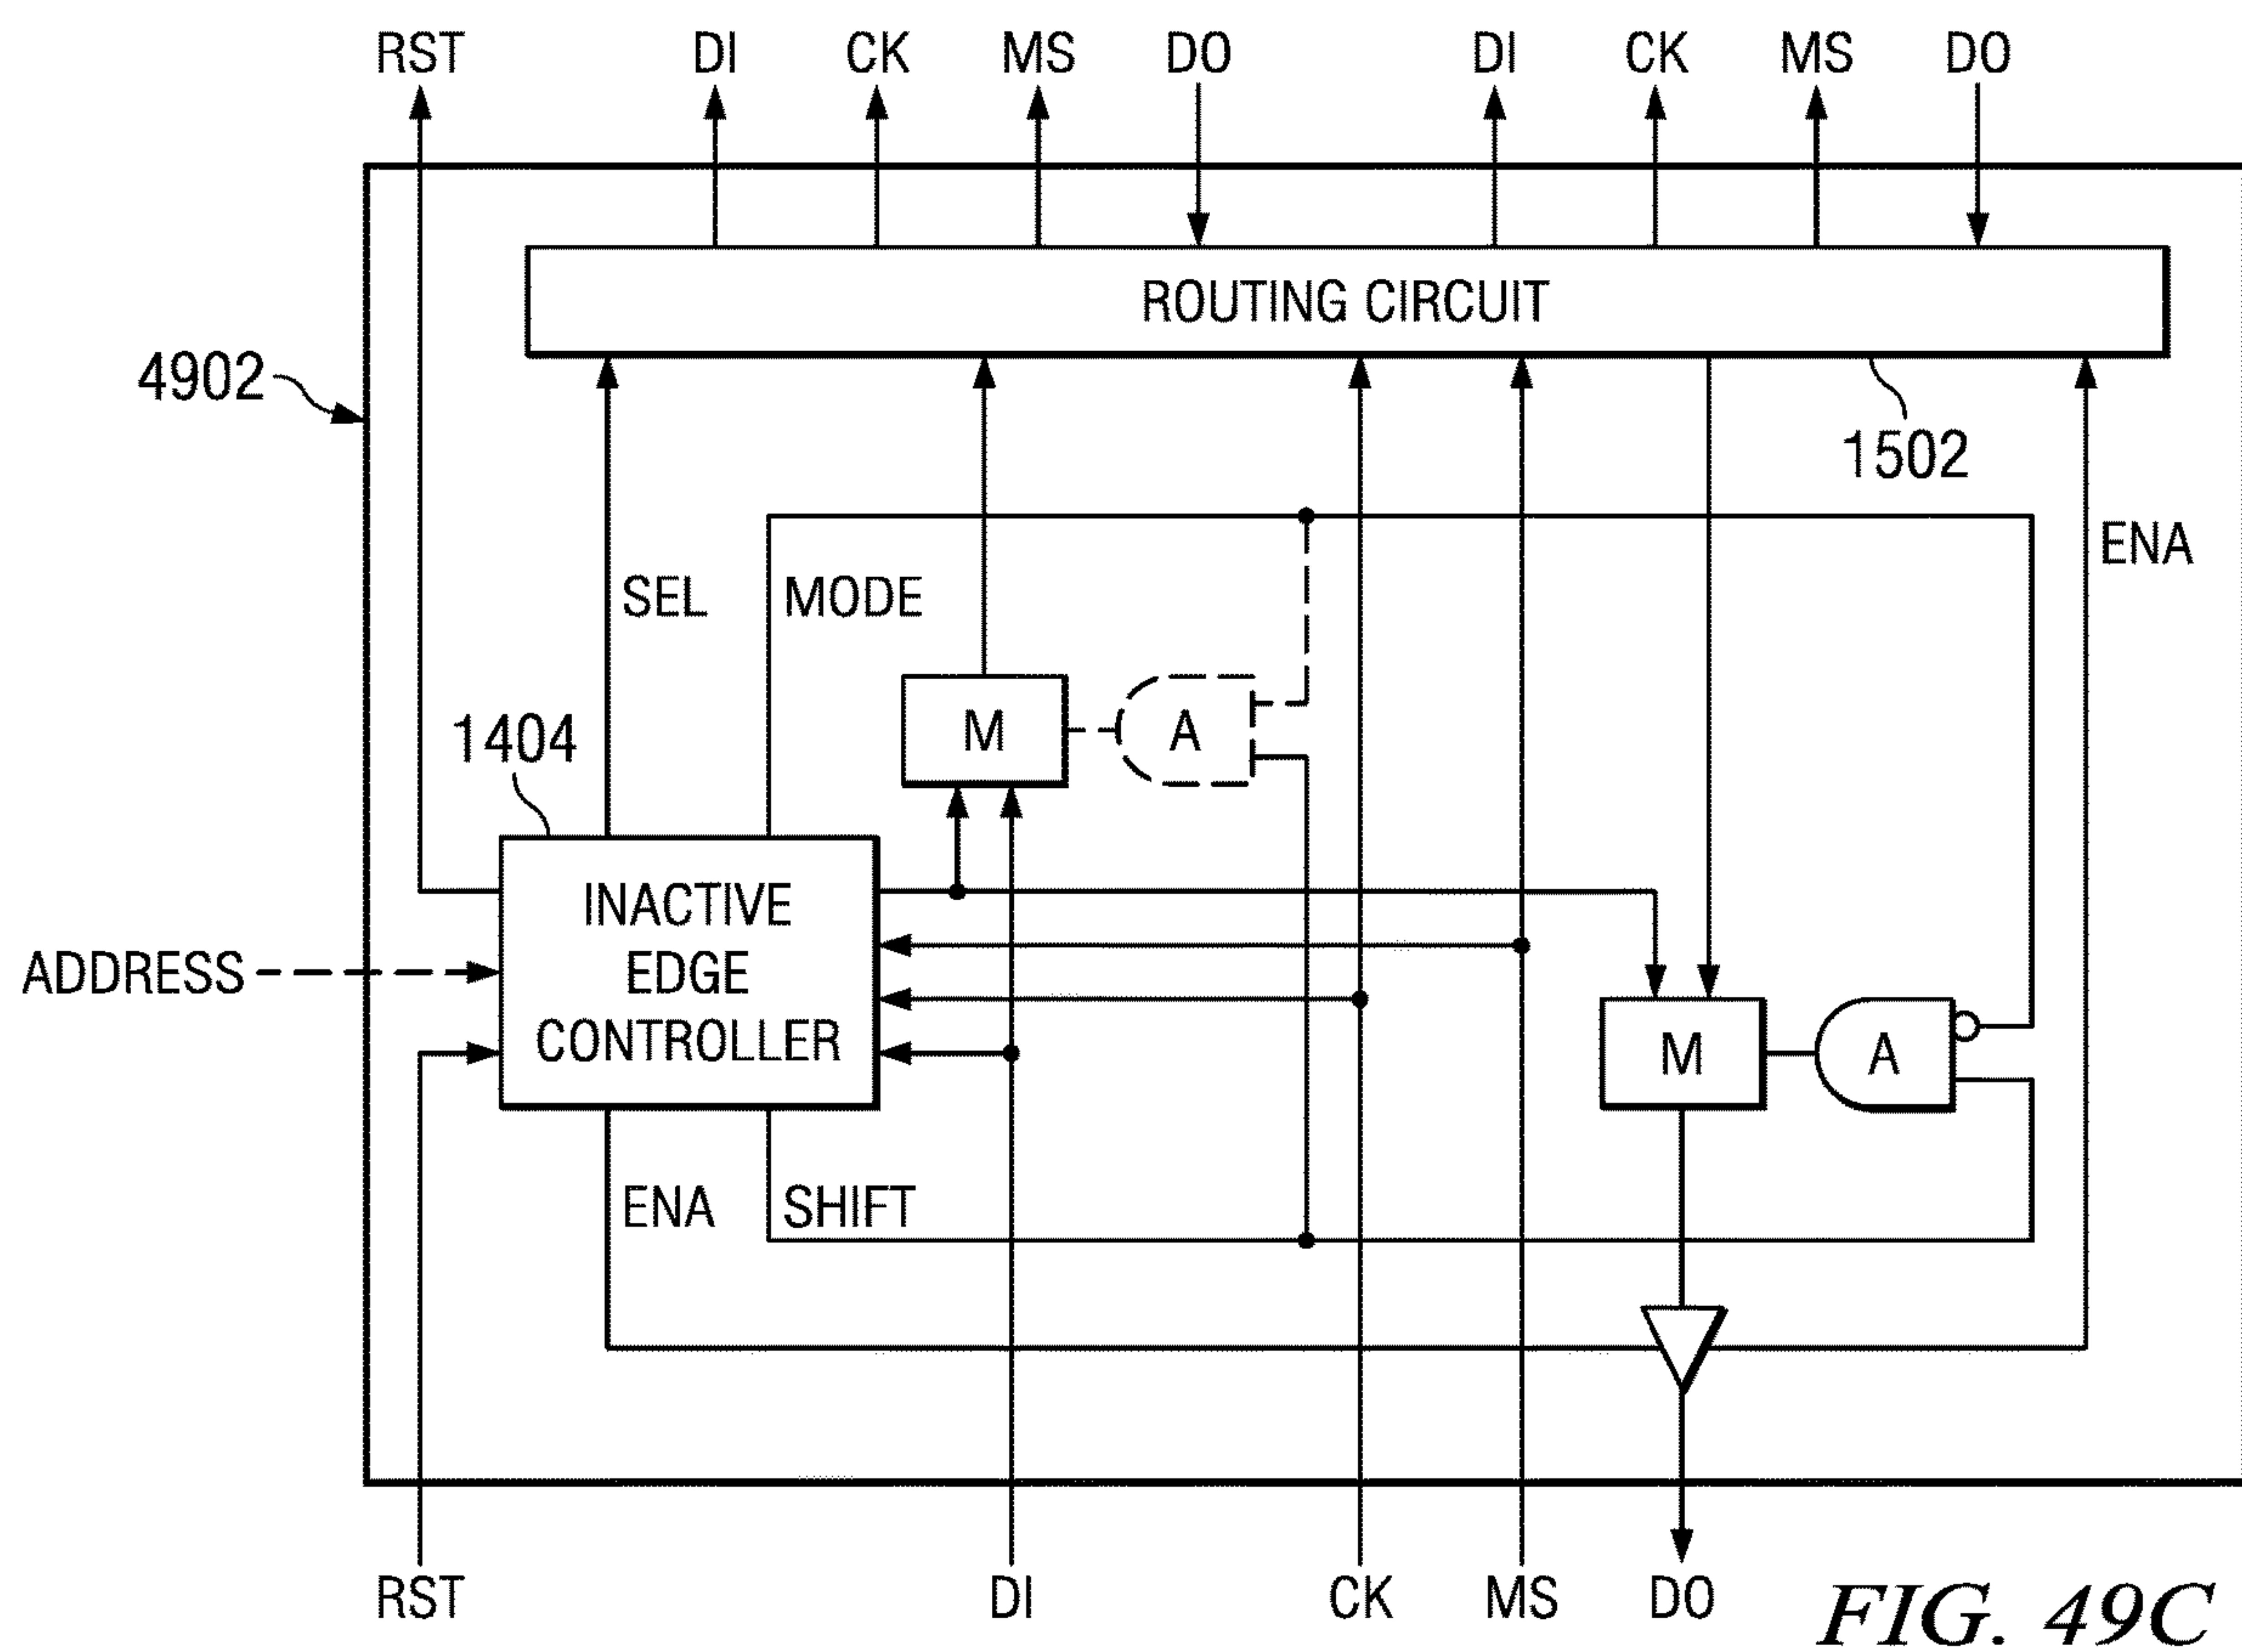 RST DI CK MS DO DI CK MS DO
ROUTING CIRCUIT
4902
1502
ENA
SEL MODE
M A
1404
INACTIVE
EDGE
CONTROLLER
ADDRESS
M A
ENA SHIFT
RST DI CK MS DO
FIG. 49C